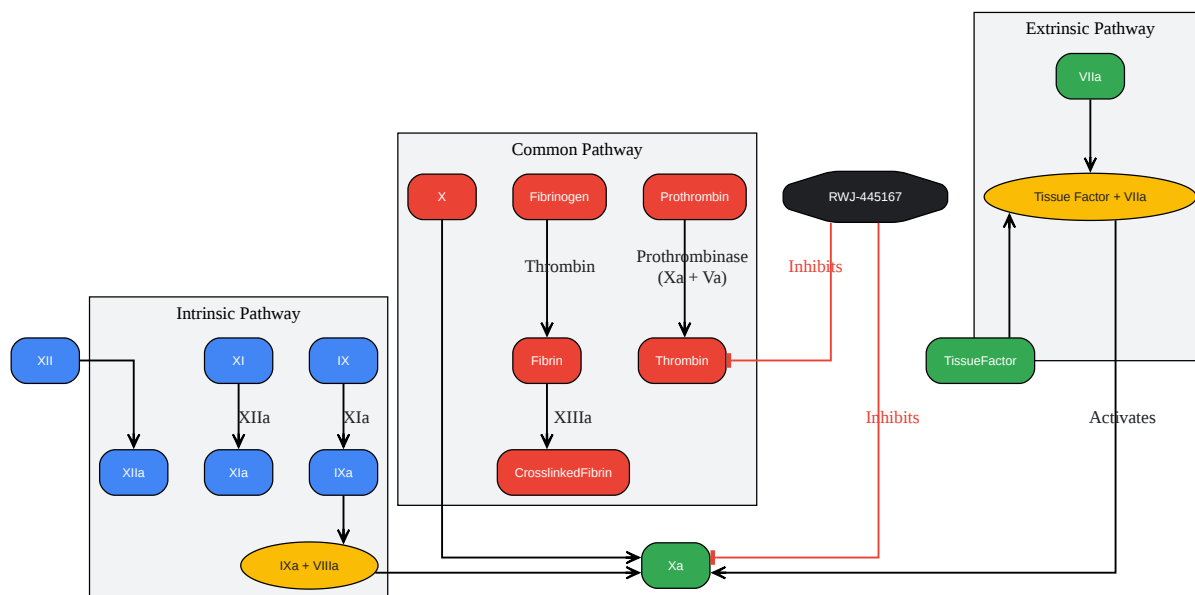 Extrinsic Pathway
VIIa
Common Pathway
X
Fibrinogen
Prothrombin
RWJ-445167
Tissue Factor + VIIa
Thrombin
Prothrombinase
(Xa + Va)
Inhibits
Intrinsic Pathway
XII
XI
IX
Fibrin
Thrombin
TissueFactor
XIIa
XIa
XIIIa
Inhibits
Activates
XIIa
XIa
IXa
CrosslinkedFibrin
IXa + VIIIa
Xa